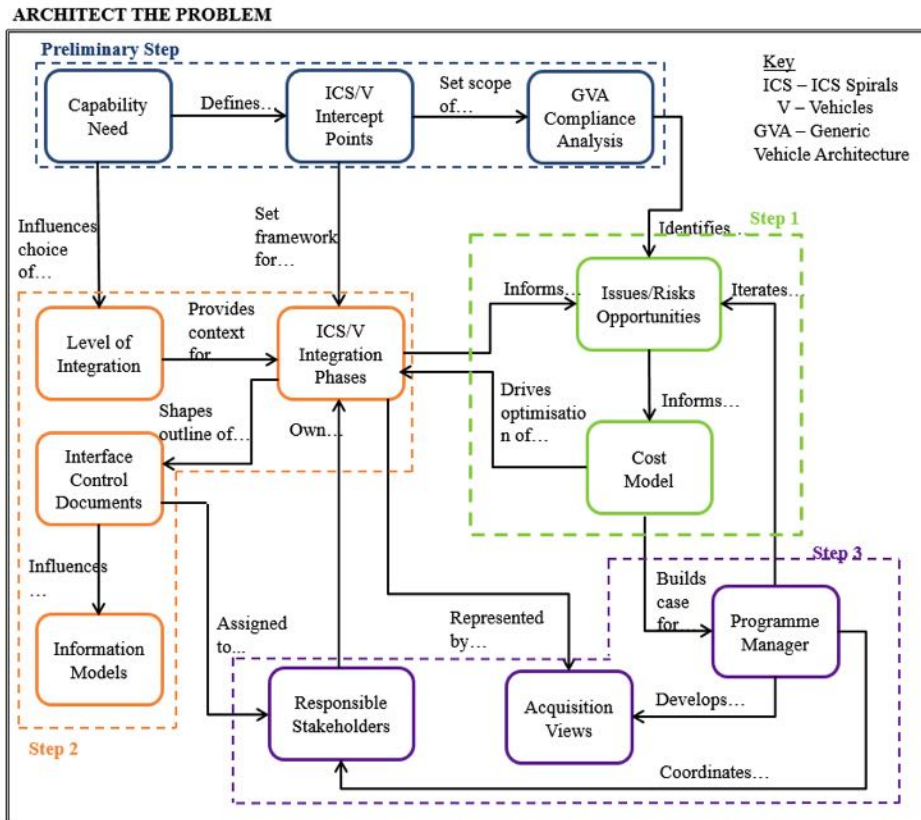 ARCHITECT THE PROBLEM
Preliminary Step
Capability
Need
Defines…
ICS/V
Intercept
Points
Set scope
of…
GVA
Compliance
Analysis
Key
ICS – ICS Spirals
V – Vehicles
GVA – Generic
Vehicle Architecture
Influences
choice
of…
Set
framework
for…
Identifies…
Step 1
Level of
Integration
Provides
context
for
ICS/V
Integration
Phases
Informs…
Issues/Risks
Opportunities
Iterates…
Shapes
outline of…
Own…
Drives
optimisatio
n of…
Informs…
Cost
Model
Interface
Control
Documents
Influences
…
Information
Models
Step 2
Assigned
to...
Represented
by…
Builds
case
for…
Step 3
Programme
Manager
Responsible
Stakeholders
Acquisition
Views
Develops…
Coordinates…